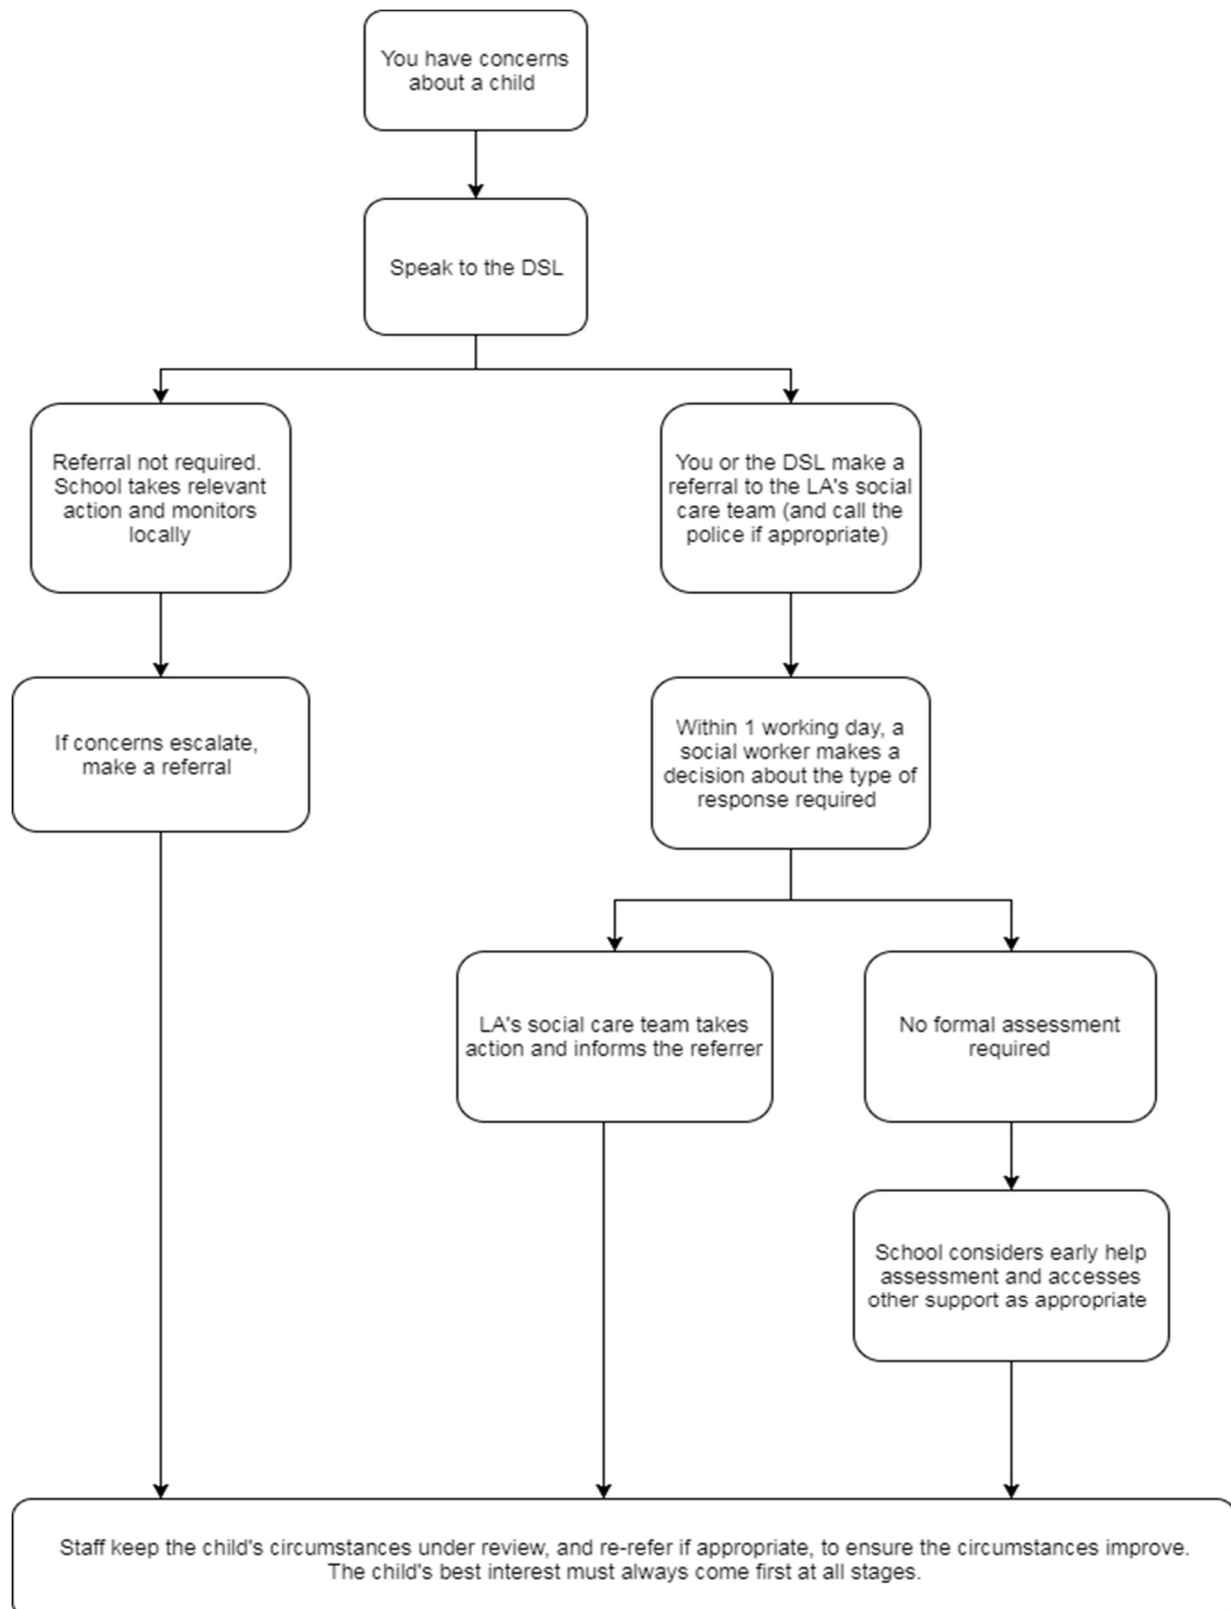 You have concerns
about a child
Speak to the DSL
Referral not required.
School takes relevant
action and monitors
locally
You or the DSL make a
referral to the LA's social
care team (and call the
police if appropriate)
If concerns escalate,
make a referral
Within 1 working day, a
social worker makes a
decision about the type of
response required
LA's social care team takes
action and informs the referrer
No formal assessment
required
School considers early help
assessment and accesses
other support as appropriate
Staff keep the child's circumstances under review, and re-refer if appropriate, to ensure the circumstances improve.
The child's best interest must always come first at all stages.